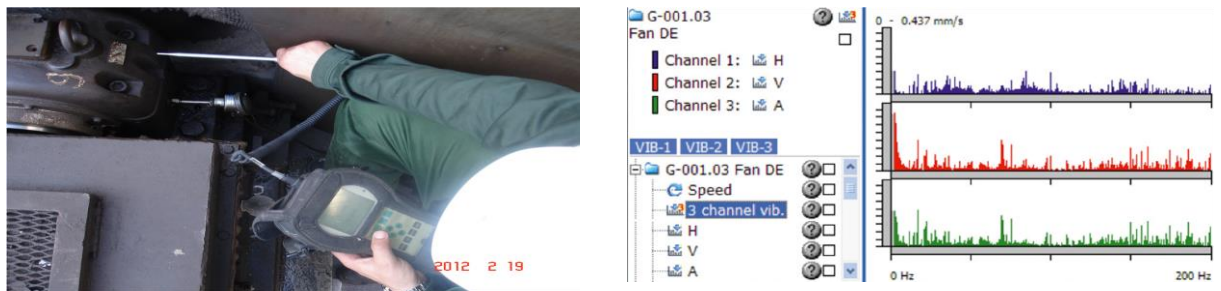 2012 2 19
G-001.03
Fan DE
Channel 1: H
Channel 2: V
Channel 3: A
VIB-1 VIB-2 VIB-3
G-001.03 Fan DE
Speed
3 channel vib.
H
V
A
0 - 0.437 mm/s
0 Hz 200 Hz